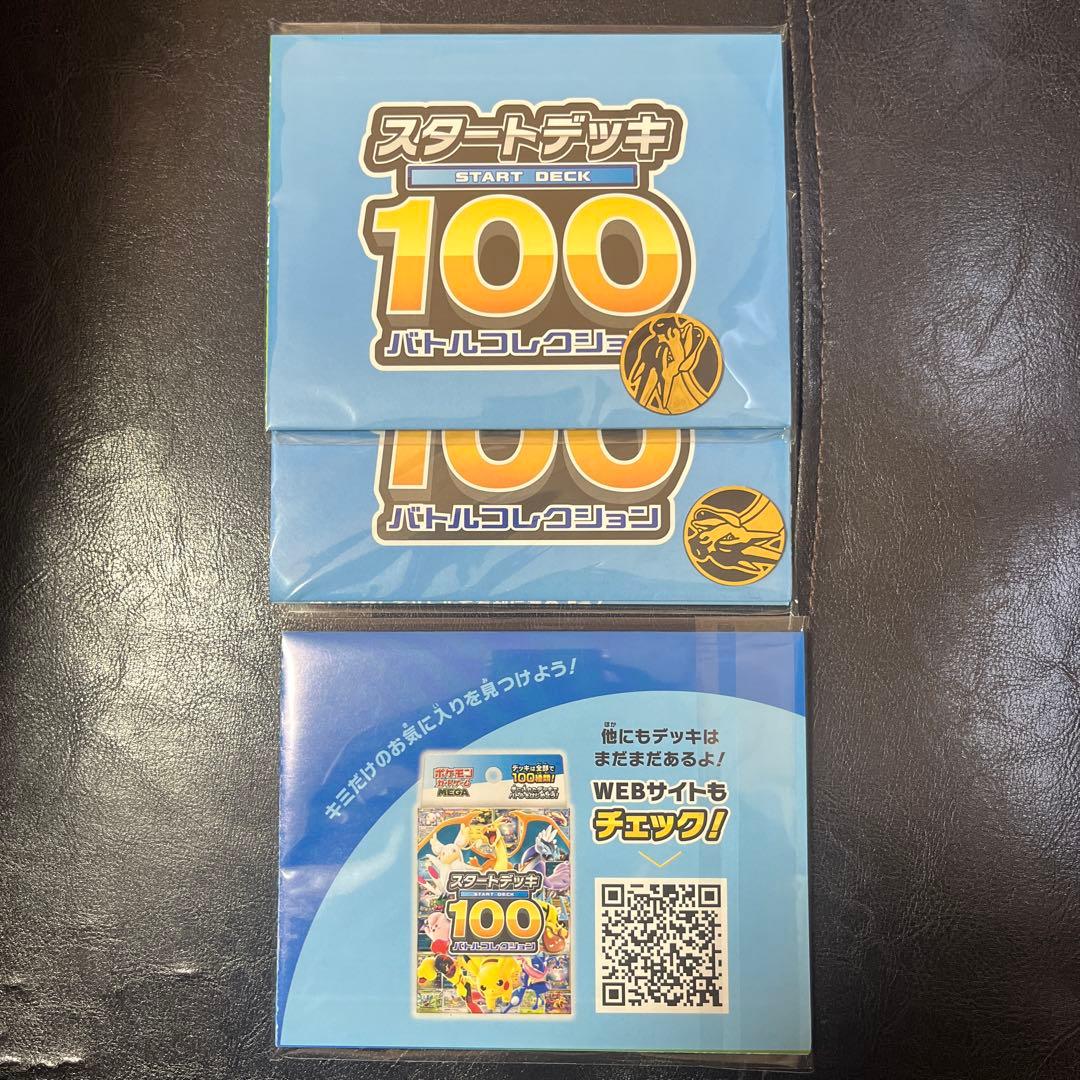 スタートデッキ
START DECK
100
バトルコレクショ
100
バトルコレクション
キミだけのお気に入りを見つけよう!
ほか
他にもデッキは
まだまだあるよ!
WEBサイトも
チェック!
ポケモン
カードゲーム
MEGA
デッキは全部で
100種類!
スタートデッキ
START DECK
100
バトルコレクション